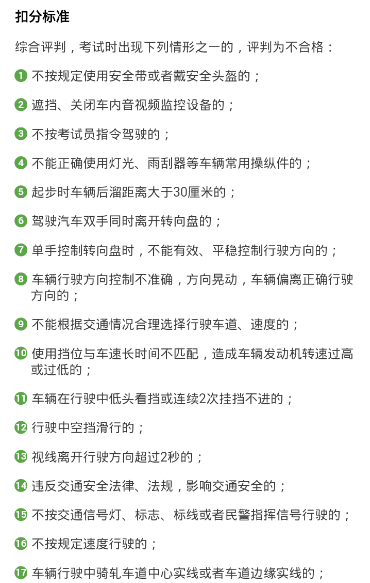 扣分标准
综合评判，考试时出现下列情形之一的，评判为不合格：
1 不按规定使用安全带或者戴安全头盔的；
2 遮挡、关闭车内音视频监控设备的；
3 不按考试员指令驾驶的；
4 不能正确使用灯光、雨刮器等车辆常用操纵件的；
5 起步时车辆后溜距离大于30厘米的；
6 驾驶汽车双手同时离开转向盘的；
7 单手控制转向盘时，不能有效、平稳控制行驶方向的；
8 车辆行驶方向控制不准确，方向晃动，车辆偏离正确行驶
方向的；
9 不能根据交通情况合理选择行驶车道、速度的；
10 使用挡位与车速长时间不匹配，造成车辆发动机转速过高
或过低的；
11 车辆在行驶中低头看挡或连续2次挂挡不进的；
12 行驶中空挡滑行的；
13 视线离开行驶方向超过2秒的；
14 违反交通安全法律、法规，影响交通安全的；
15 不按交通信号灯、标志、标线或者民警指挥信号行驶的；
16 不按规定速度行驶的；
17 车辆行驶中骑轧车道中心实线或者车道边缘实线的；